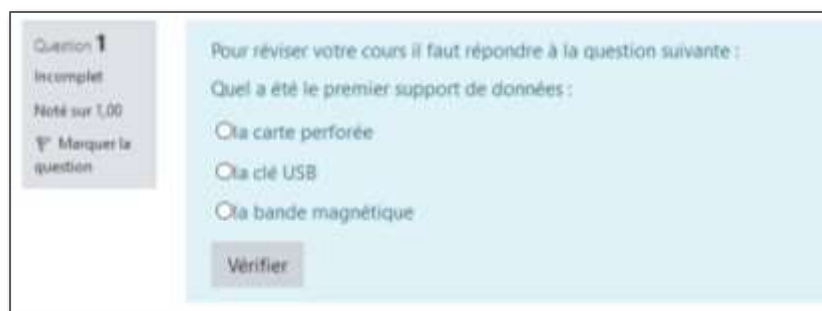 Question 1
Incomplet
Noté sur 1,00
Marquer la
question
Pour réviser votre cours il faut répondre à la question suivante :
Quel a été le premier support de données :
la carte perforée
la clé USB
la bande magnétique
Vérifier